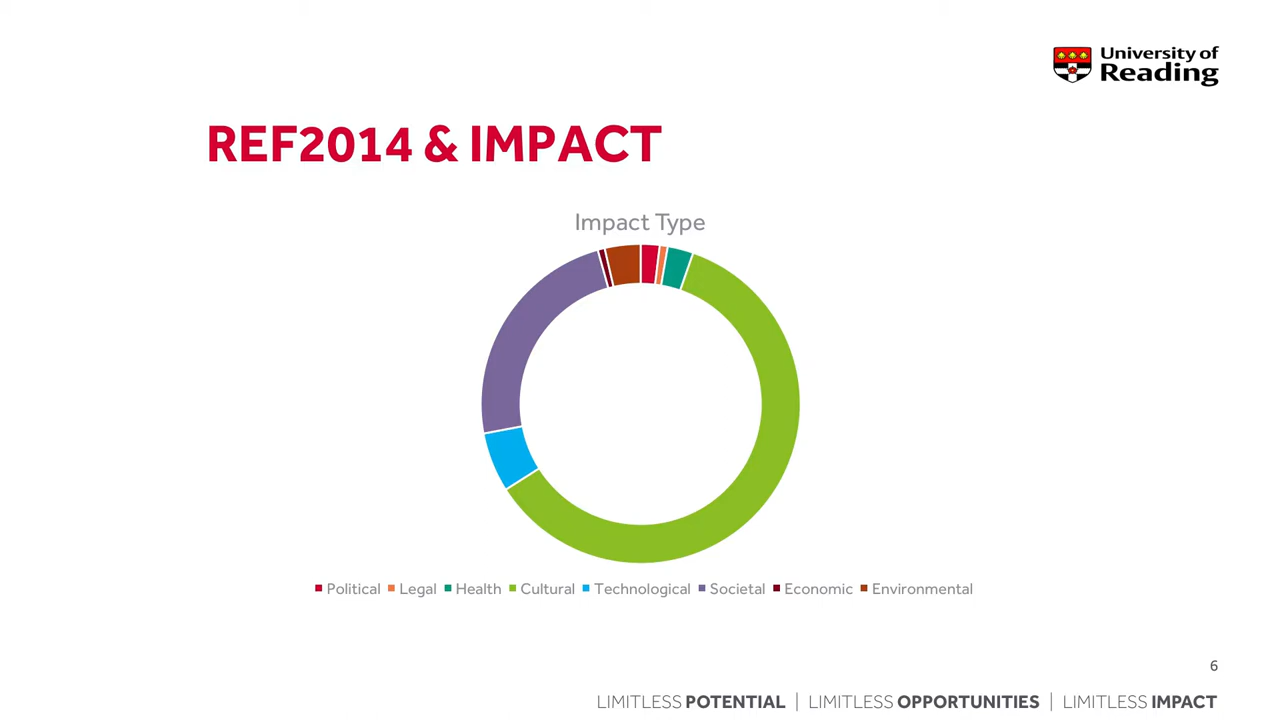 University of
Reading
REF2014 & IMPACT
Impact Type
Political Legal Health Cultural Technological Societal Economic Environmental
6
LIMITLESS POTENTIAL | LIMITLESS OPPORTUNITIES | LIMITLESS IMPACT